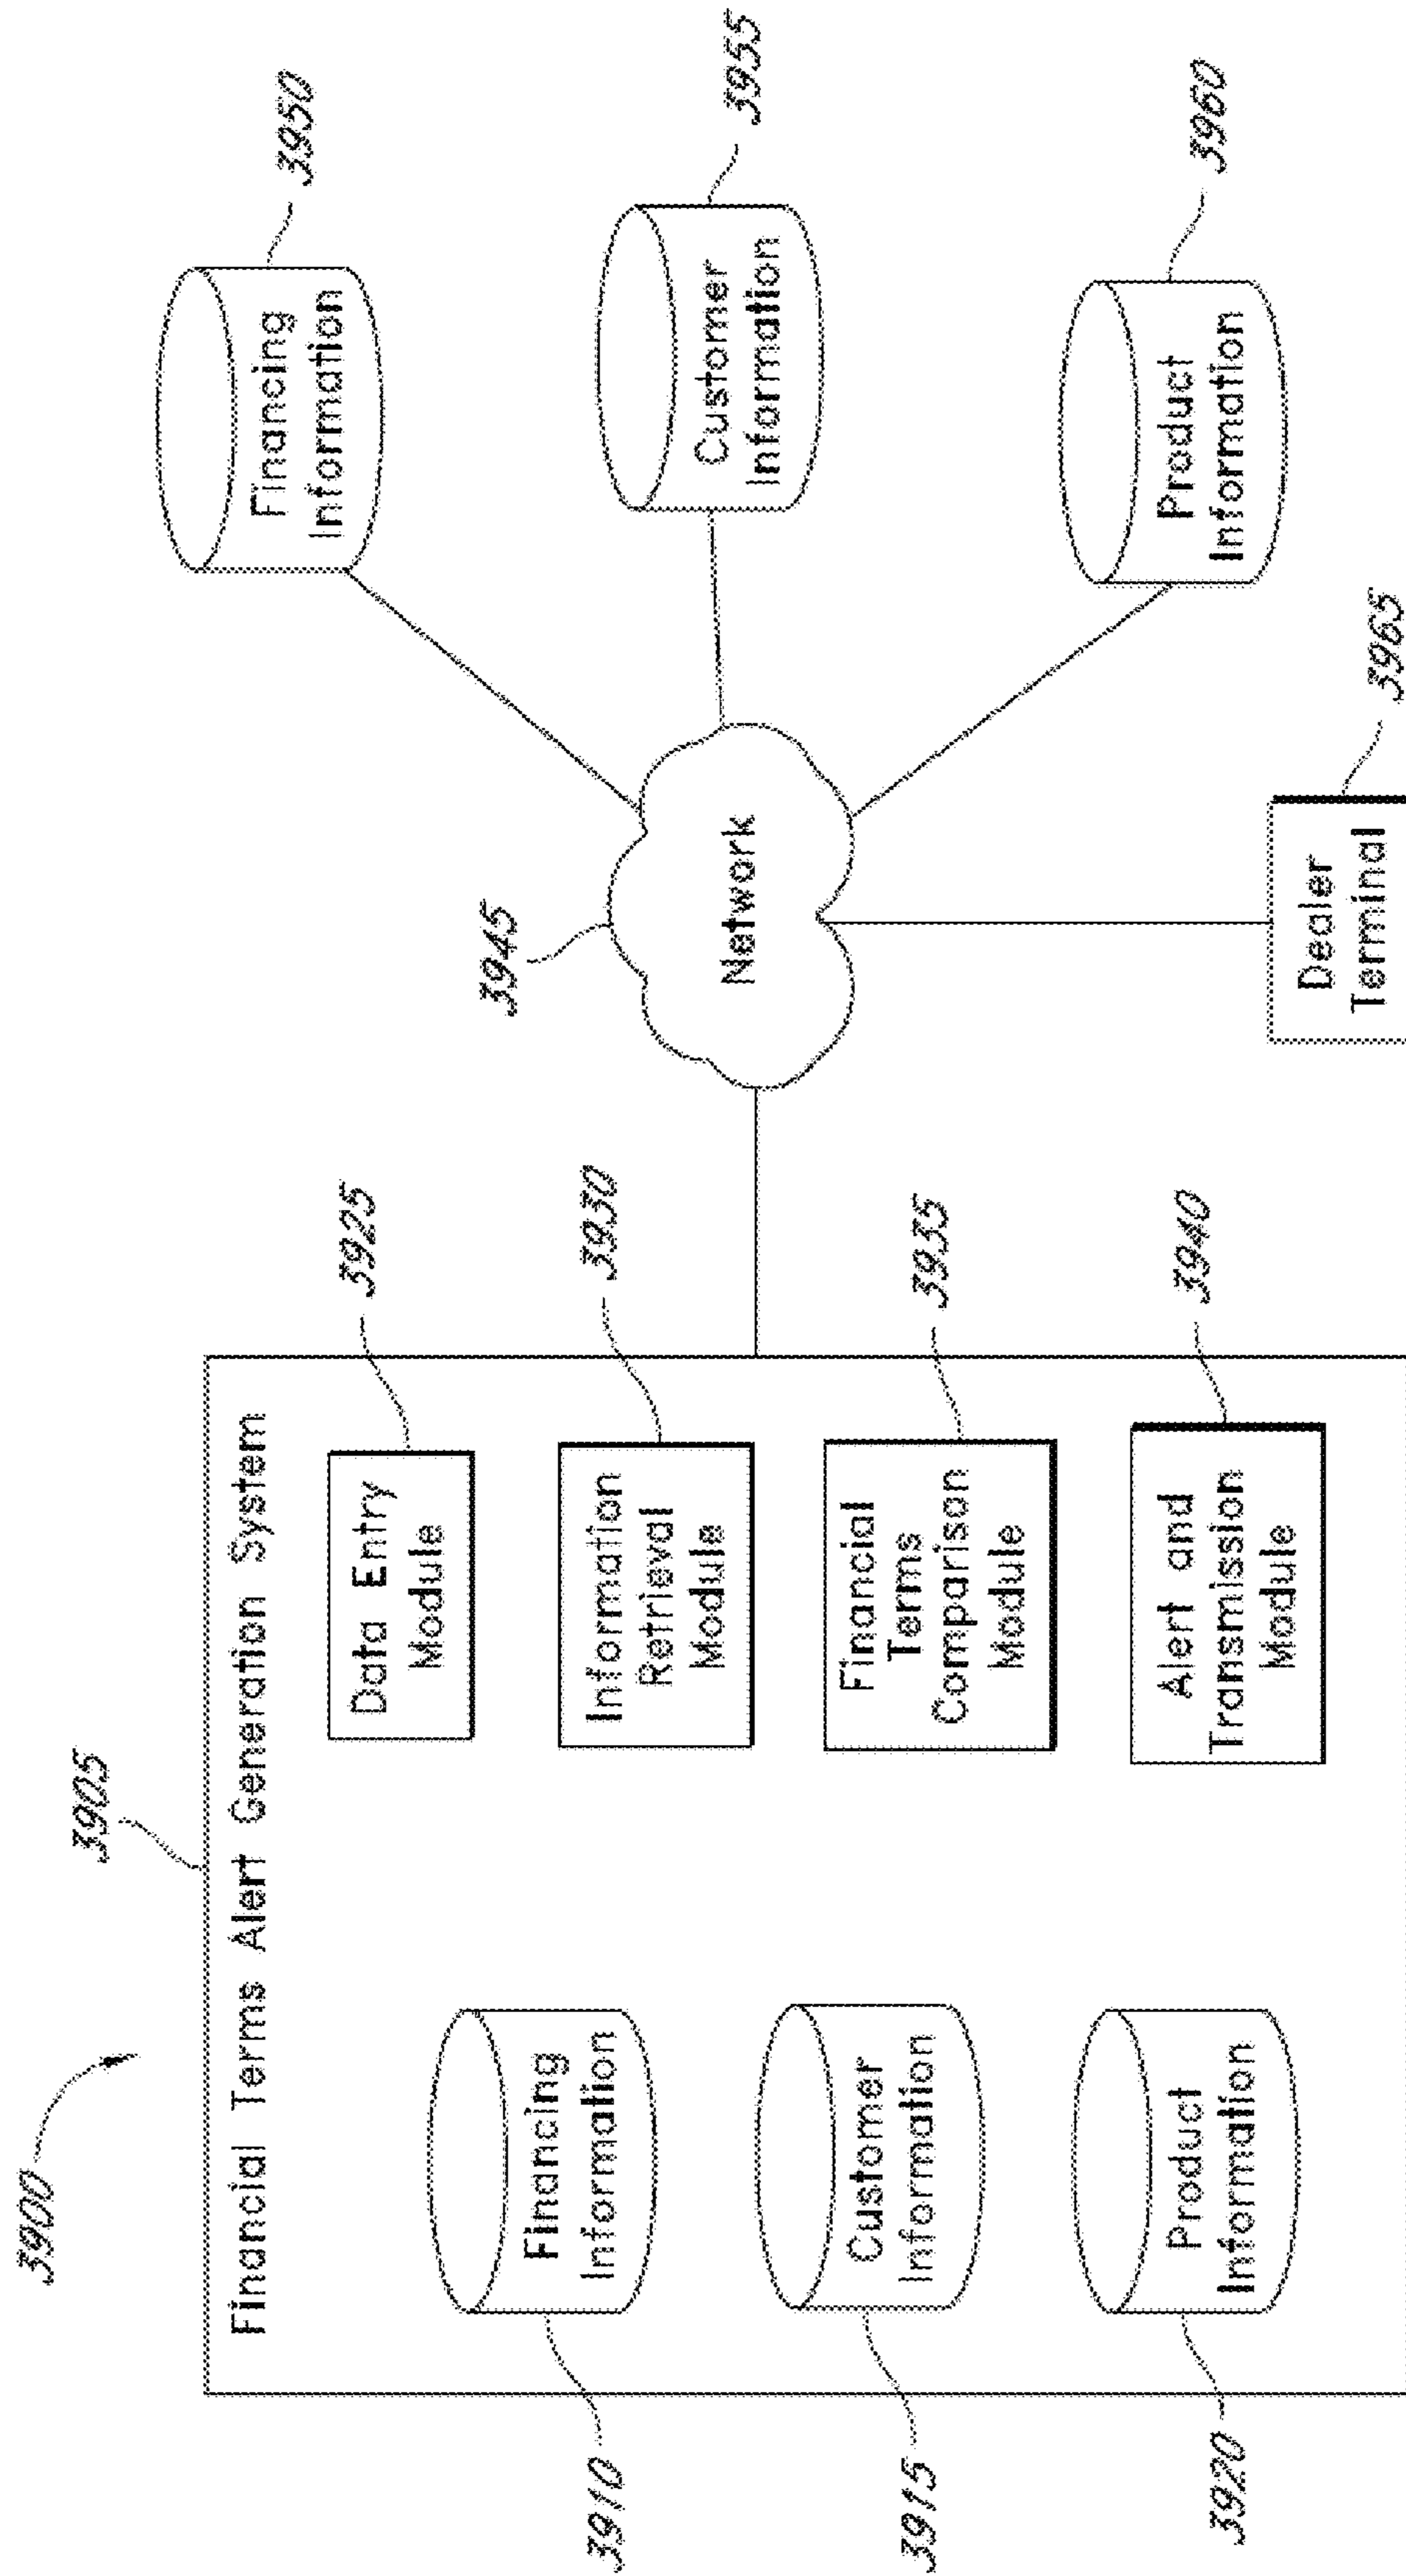 3900
3905
Financial Terms Alert Generation System
3910
Financing
Information
3915
Customer
Information
3920
Product
Information
3925
Data Entry
Module
3930
Information
Retrieval
Module
3935
Financial
Terms
Comparison
Module
3940
Alert and
Transmission
Module
3945
Network
3950
Financing
Information
3955
Customer
Information
3960
Product
Information
3965
Dealer
Terminal